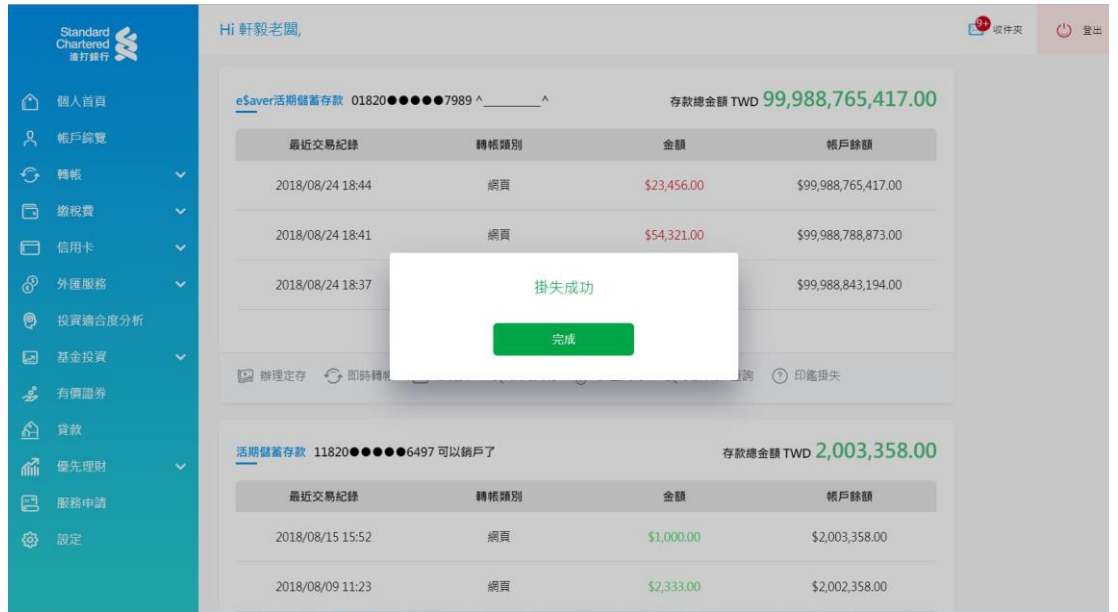 Standard
Chartered
渣打銀行
Hi 軒毅老闆,
9+
收件夾
登出
個人首頁
帳戶綜覽
轉帳
繳稅費
信用卡
外匯服務
投資適合度分析
基金投資
有價證券
貸款
優先理財
服務申請
設定
e$aver活期儲蓄存款 01820●●●●●7989 ^________^ 存款總金額 TWD 99,988,765,417.00
最近交易紀錄 轉帳類別 金額 帳戶餘額
2018/08/24 18:44 網頁 $23,456.00 $99,988,765,417.00
2018/08/24 18:41 網頁 $54,321.00 $99,988,788,873.00
2018/08/24 18:37 $99,988,843,194.00
掛失成功
完成
辦理定存 即時轉帳 詢 印鑑掛失
活期儲蓄存款 11820●●●●●6497 可以銷戶了 存款總金額 TWD 2,003,358.00
最近交易紀錄 轉帳類別 金額 帳戶餘額
2018/08/15 15:52 網頁 $1,000.00 $2,003,358.00
2018/08/09 11:23 網頁 $2,333.00 $2,002,358.00